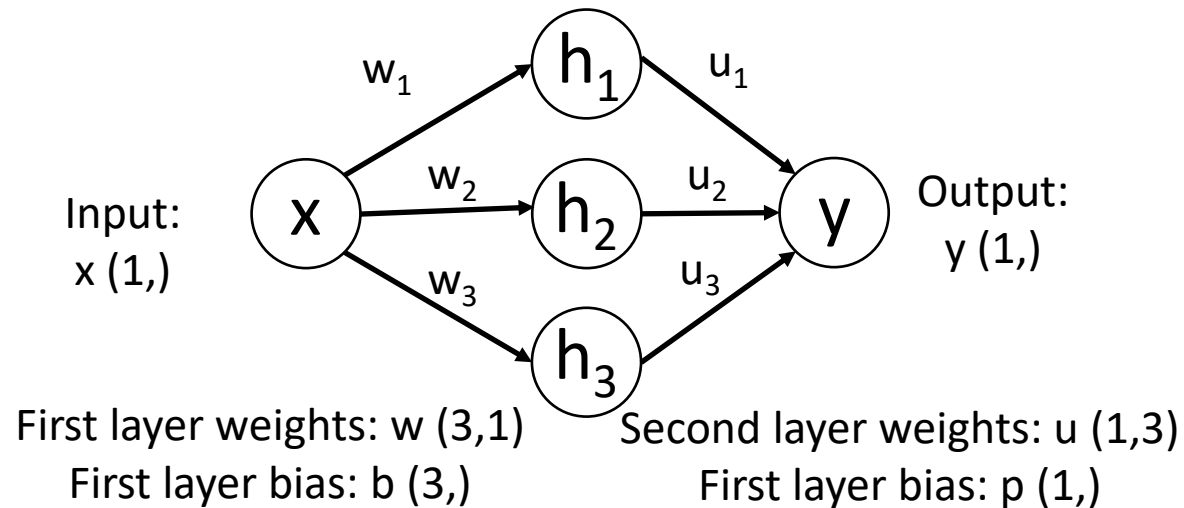 w₁
h₁
u₁
Input:
x (1,)
x
w₂
h₂
u₂
y
Output:
y (1,)
w₃
h₃
u₃
First layer weights: w (3,1)
First layer bias: b (3,)
Second layer weights: u (1,3)
First layer bias: p (1,)